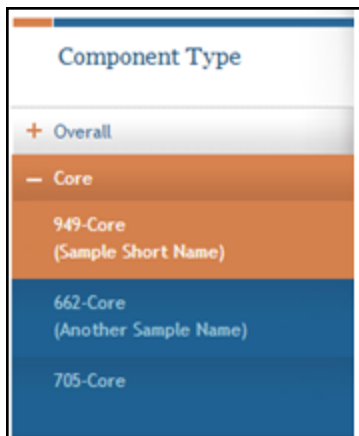 Component Type
+ Overall
– Core
949-Core
(Sample Short Name)
662-Core
(Another Sample Name)
705-Core